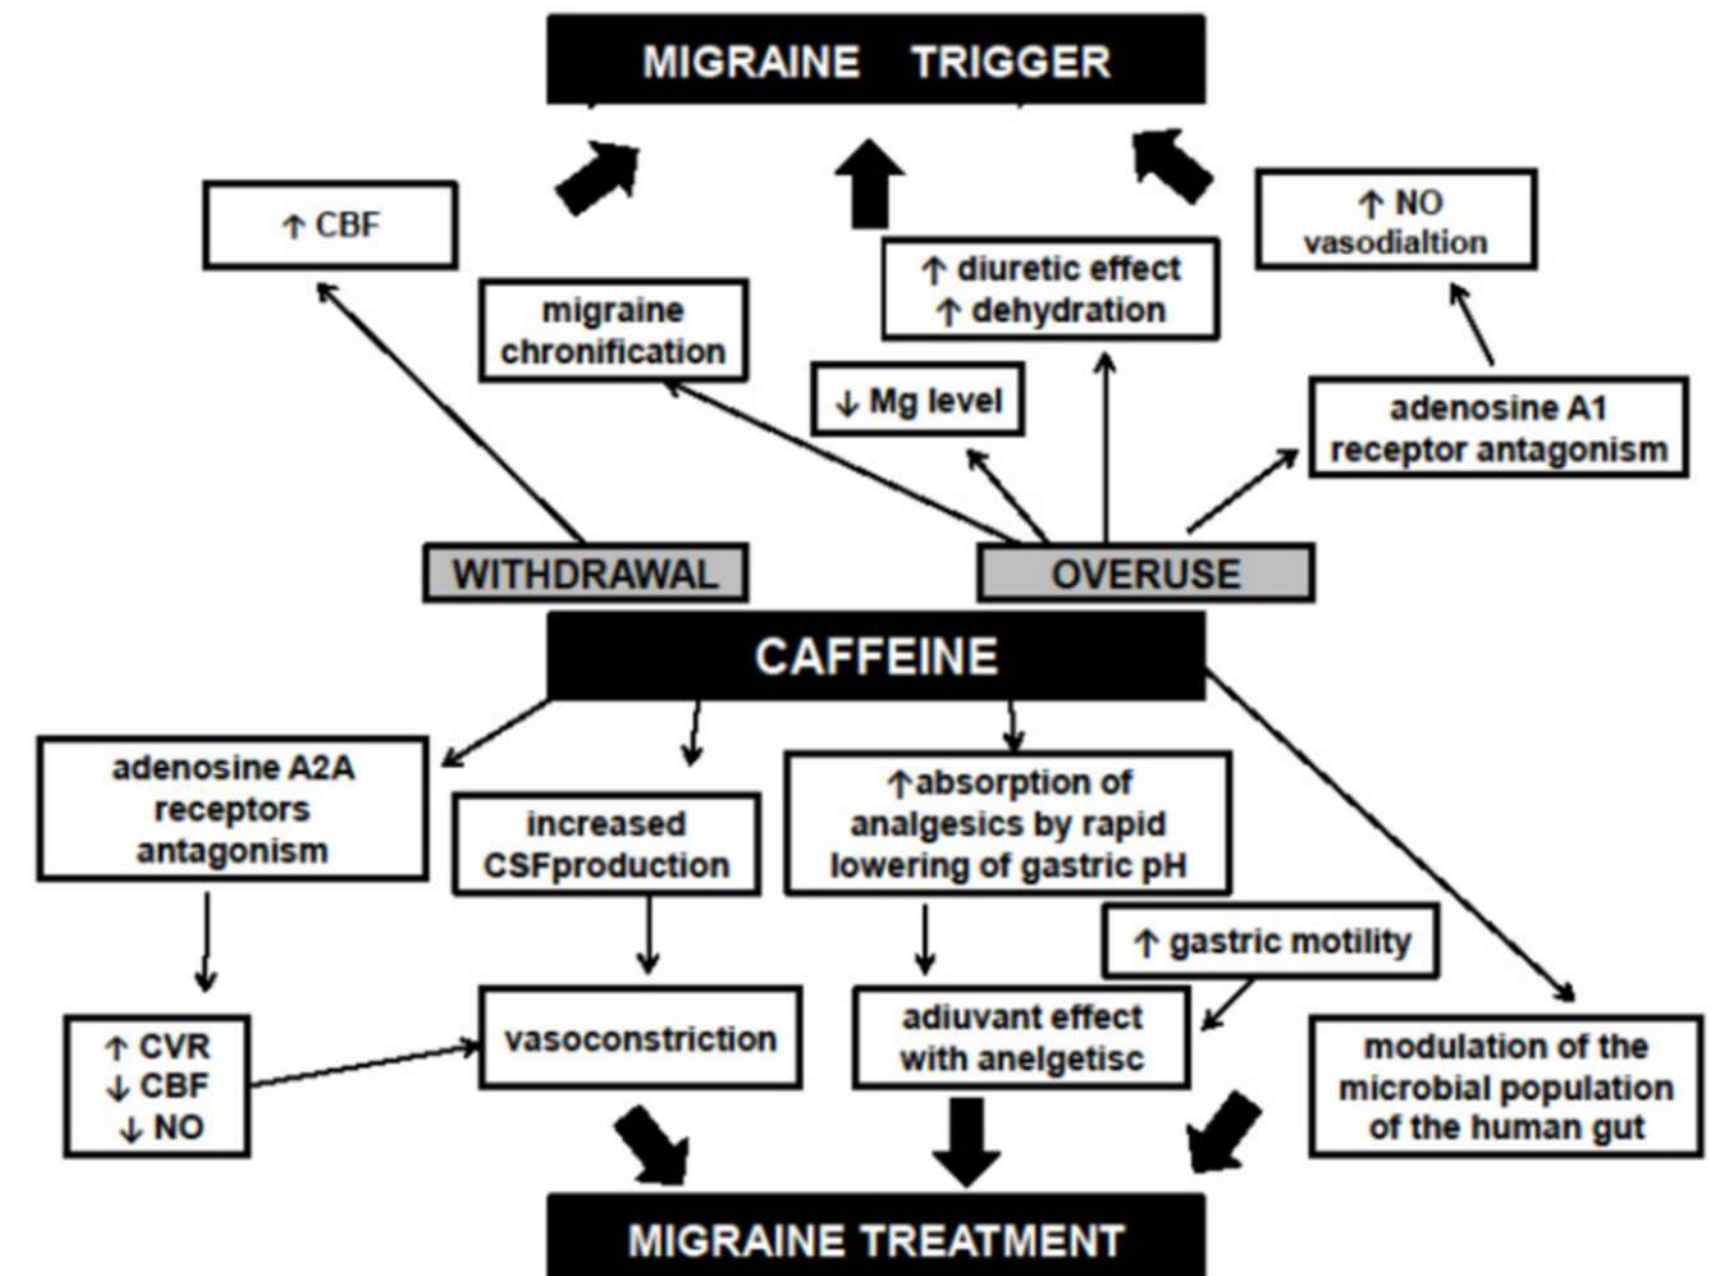 MIGRAINE TRIGGER
↑ CBF
↑ NO
vasodialtion
↑ diuretic effect
↑ dehydration
migraine
chronification
↓ Mg level
adenosine A1
receptor antagonism
WITHDRAWAL
OVERUSE
CAFFEINE
adenosine A2A
receptors
antagonism
increased
CSFproduction
↑absorption of
analgesics by rapid
lowering of gastric pH
↑ gastric motility
↑ CVR
↓ CBF
↓ NO
vasoconstriction
adiuvant effect
with anelgetisc
modulation of the
microbial population
of the human gut
MIGRAINE TREATMENT